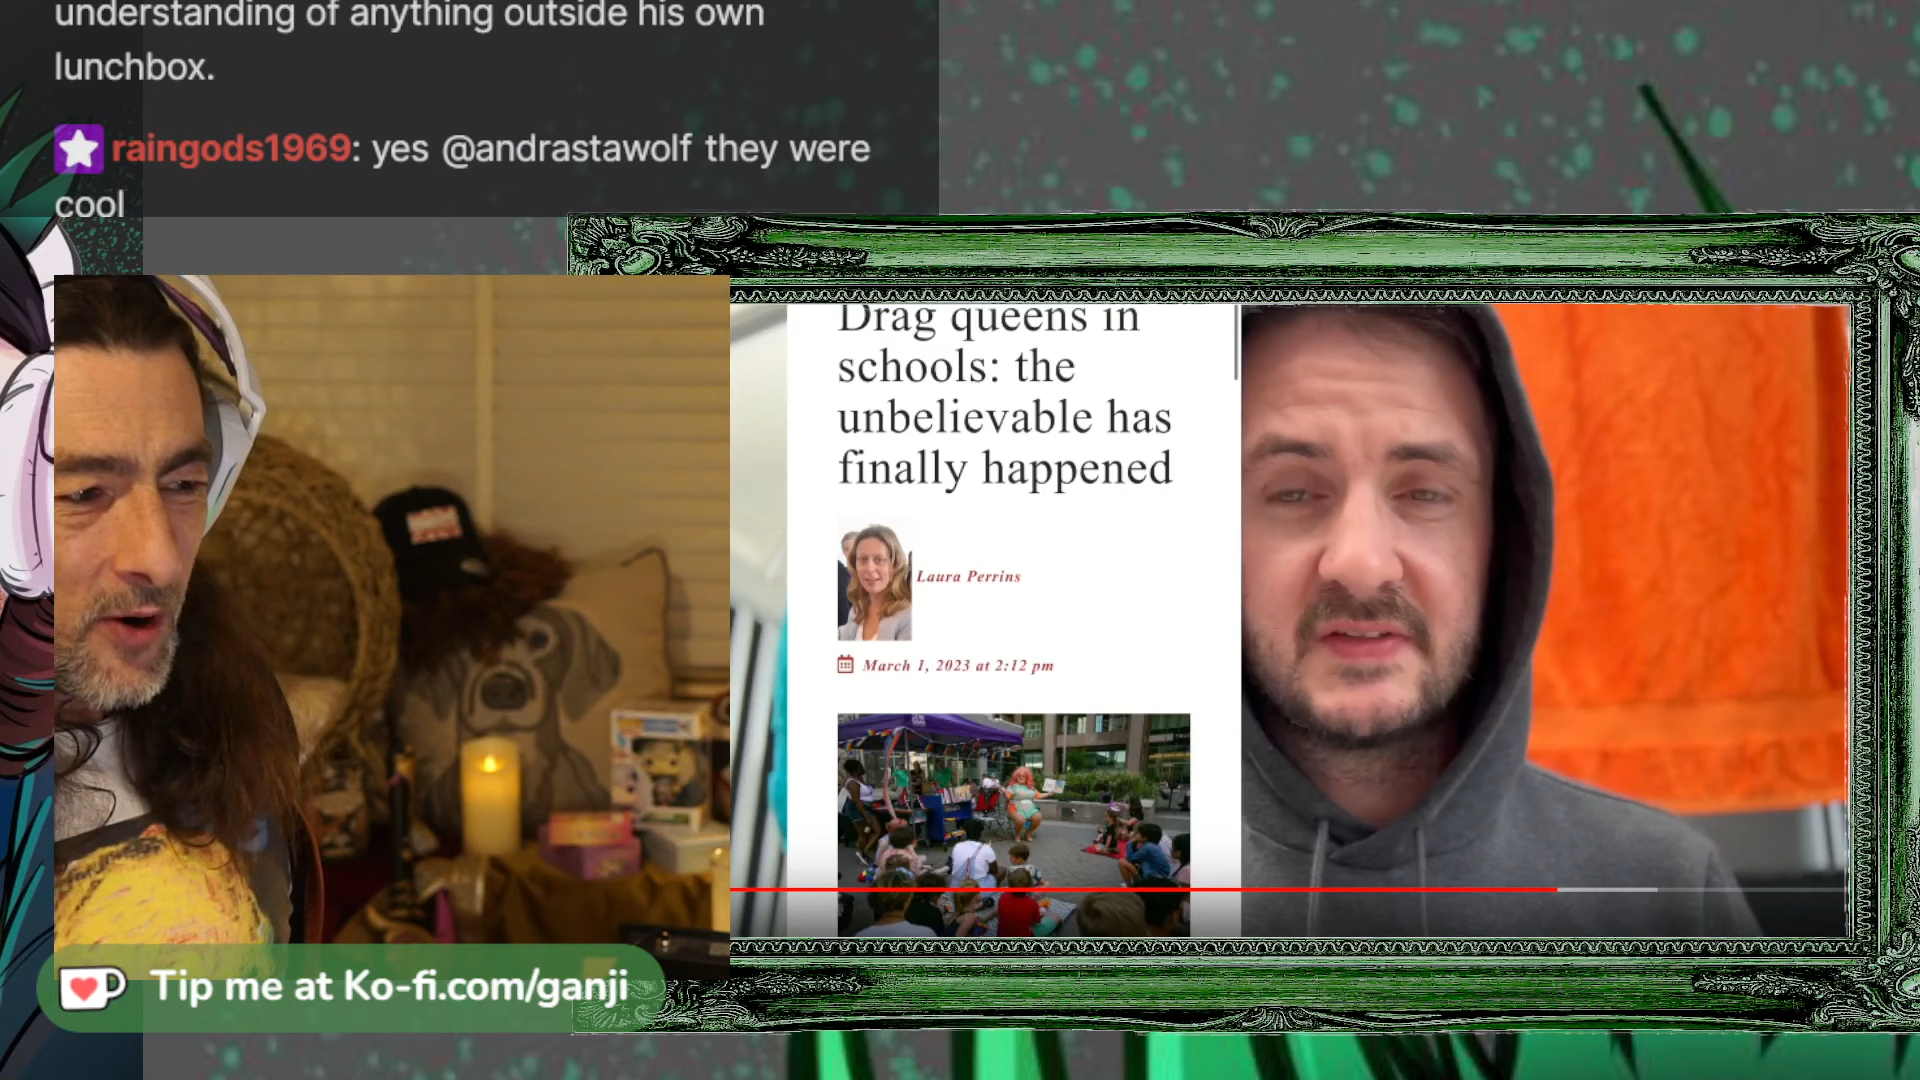 understanding of anything outside his own
lunchbox.
raingods1969: yes @andrastawolf they were
cool
Drag queens in
schools: the
unbelievable has
finally happened
Laura Perrins
March 1, 2023 at 2:12 pm
Tip me at Ko-fi.com/ganji